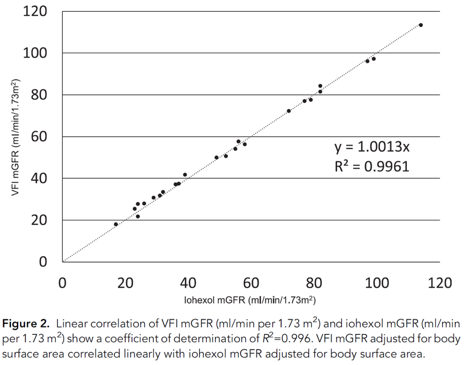 120
100
80
60
40
20
0
VFI mGFR (ml/min/1.73m²)
y = 1.0013x
R² = 0.9961
0 20 40 60 80 100 120
Iohexol mGFR (ml/min/1.73m²)
Figure 2. Linear correlation of VFI mGFR (ml/min per 1.73 m²) and iohexol mGFR (ml/min
per 1.73 m²) show a coefficient of determination of R²=0.996. VFI mGFR adjusted for body
surface area correlated linearly with iohexol mGFR adjusted for body surface area.